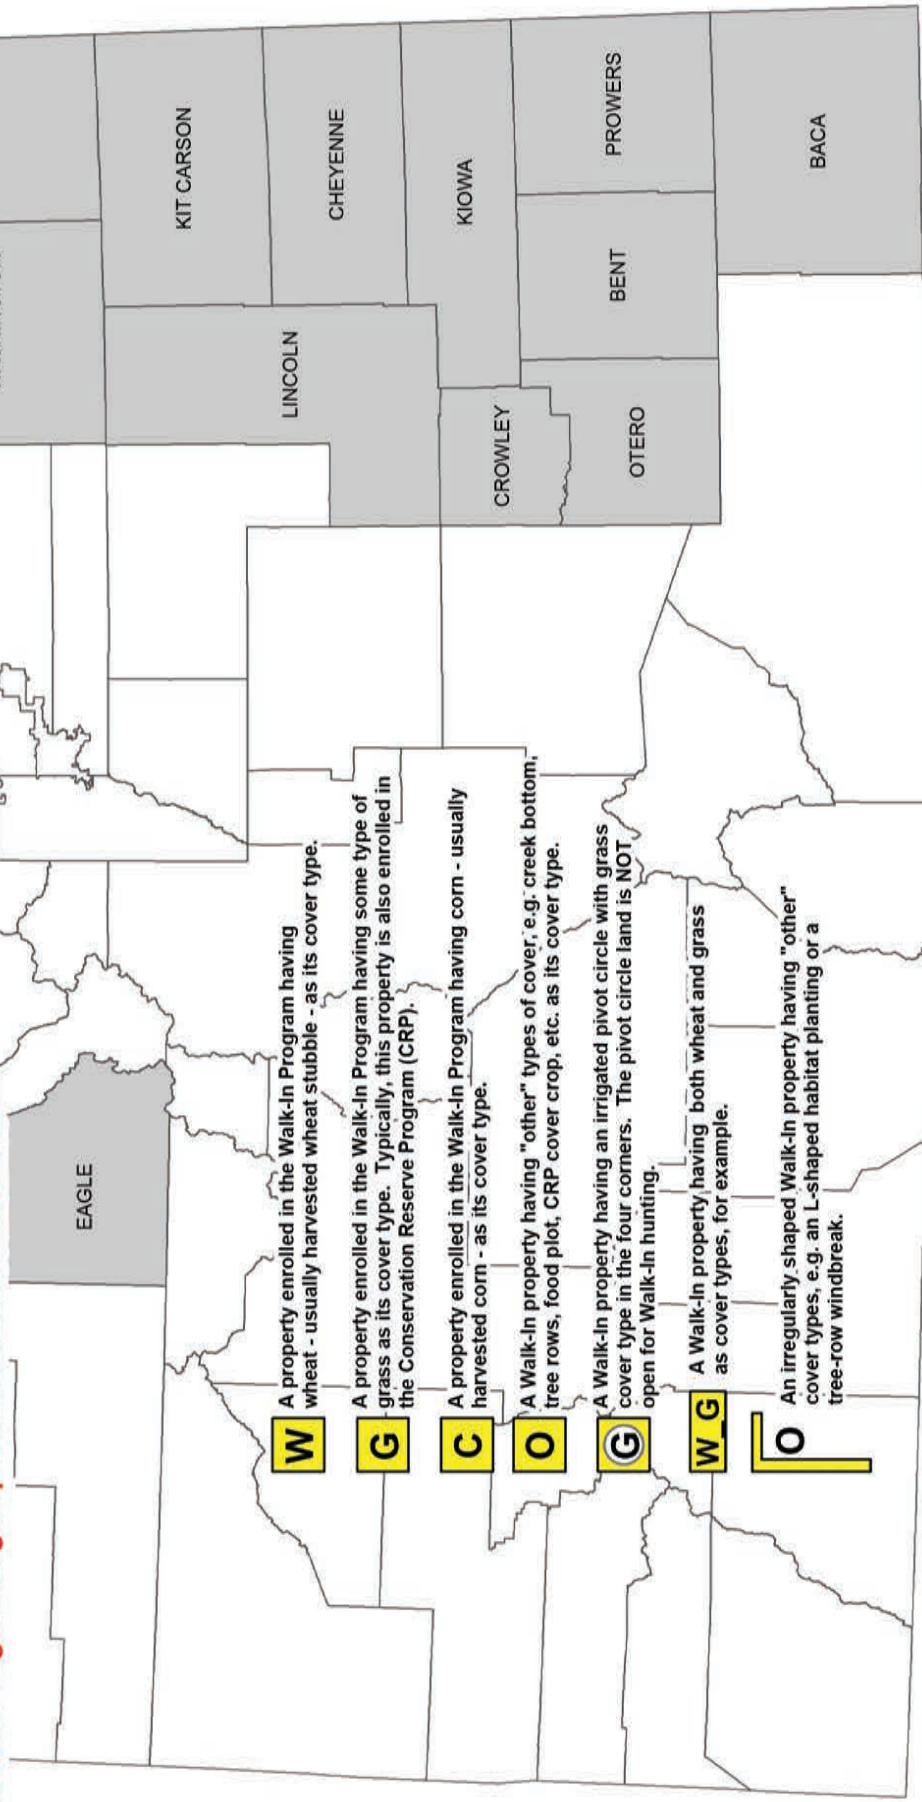 KIT CARSON
CHEYENNE
LINCOLN
KIOWA
CROWLEY
OTERO
BENT
PROWERS
BACA
EAGLE
W
A property enrolled in the Walk-In Program having
wheat - usually harvested wheat stubble - as its cover type.
G
A property enrolled in the Walk-In Program having some type of
grass as its cover type. Typically, this property is also enrolled in
the Conservation Reserve Program (CRP).
C
A property enrolled in the Walk-In Program having corn - usually
harvested corn - as its cover type.
O
A Walk-In property having "other" types of cover, e.g. creek bottom,
tree rows, food plot, CRP cover crop, etc. as its cover type.
G
A Walk-In property having an irrigated pivot circle with grass
cover type in the four corners. The pivot circle land is NOT
open for Walk-In hunting.
W_G
A Walk-In property having both wheat and grass
as cover types, for example.
O
An irregularly shaped Walk-In property having "other"
cover types, e.g. an L-shaped habitat planting or a
tree-row windbreak.